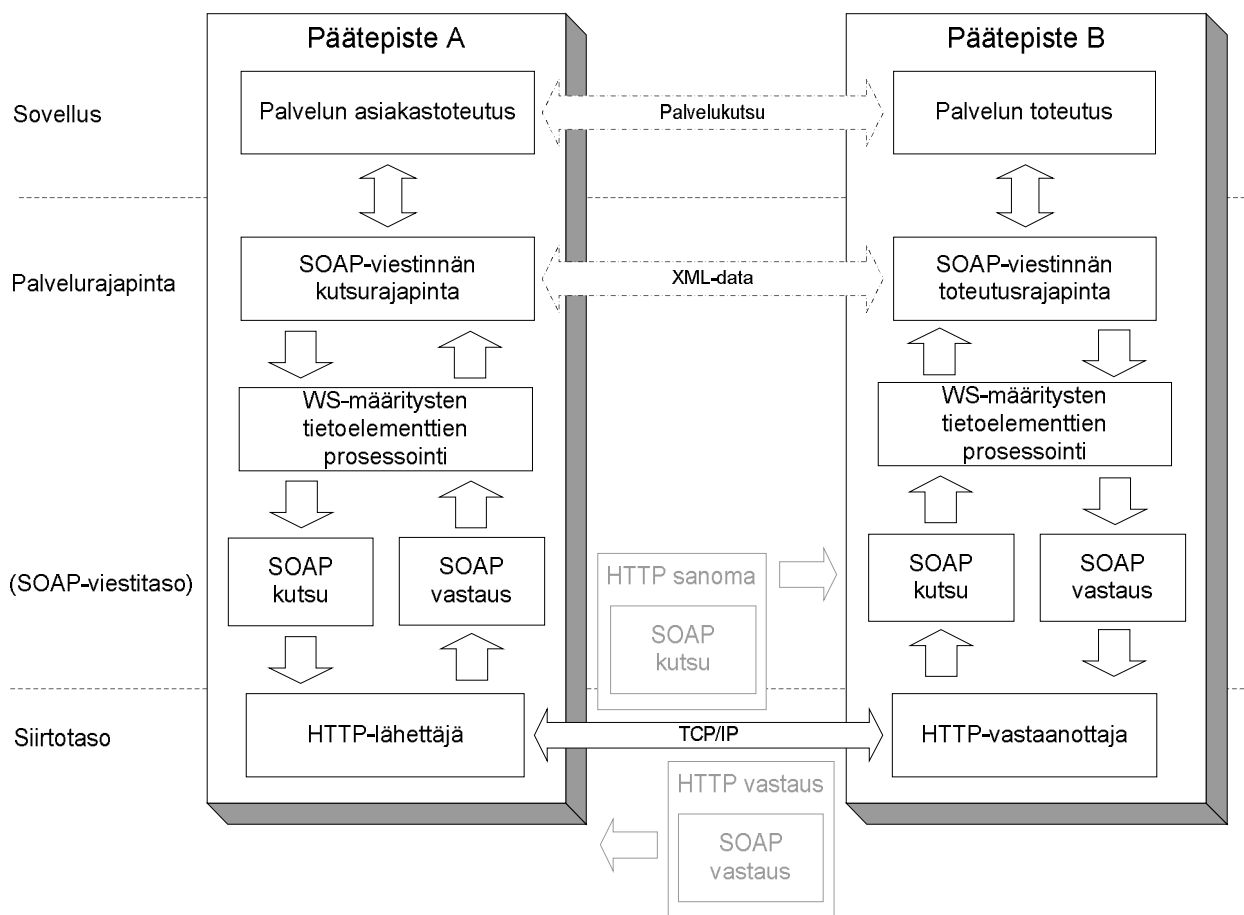 Päätepiste A
Päätepiste B
Sovellus
Palvelun asiakastoteutus
Palvelukutsu
Palvelun toteutus
Palvelurajapinta
SOAP-viestinnän
kutsurajapinta
XML-data
SOAP-viestinnän
toteutusrajapinta
WS-määritysten
tietoelementtien
prosessointi
WS-määritysten
tietoelementtien
prosessointi
(SOAP-viestitaso)
SOAP
kutsu
SOAP
vastaus
HTTP sanoma
SOAP
kutsu
SOAP
kutsu
SOAP
vastaus
Siirtotaso
HTTP-lähettäjä
TCP/IP
HTTP-vastaanottaja
HTTP vastaus
SOAP
vastaus